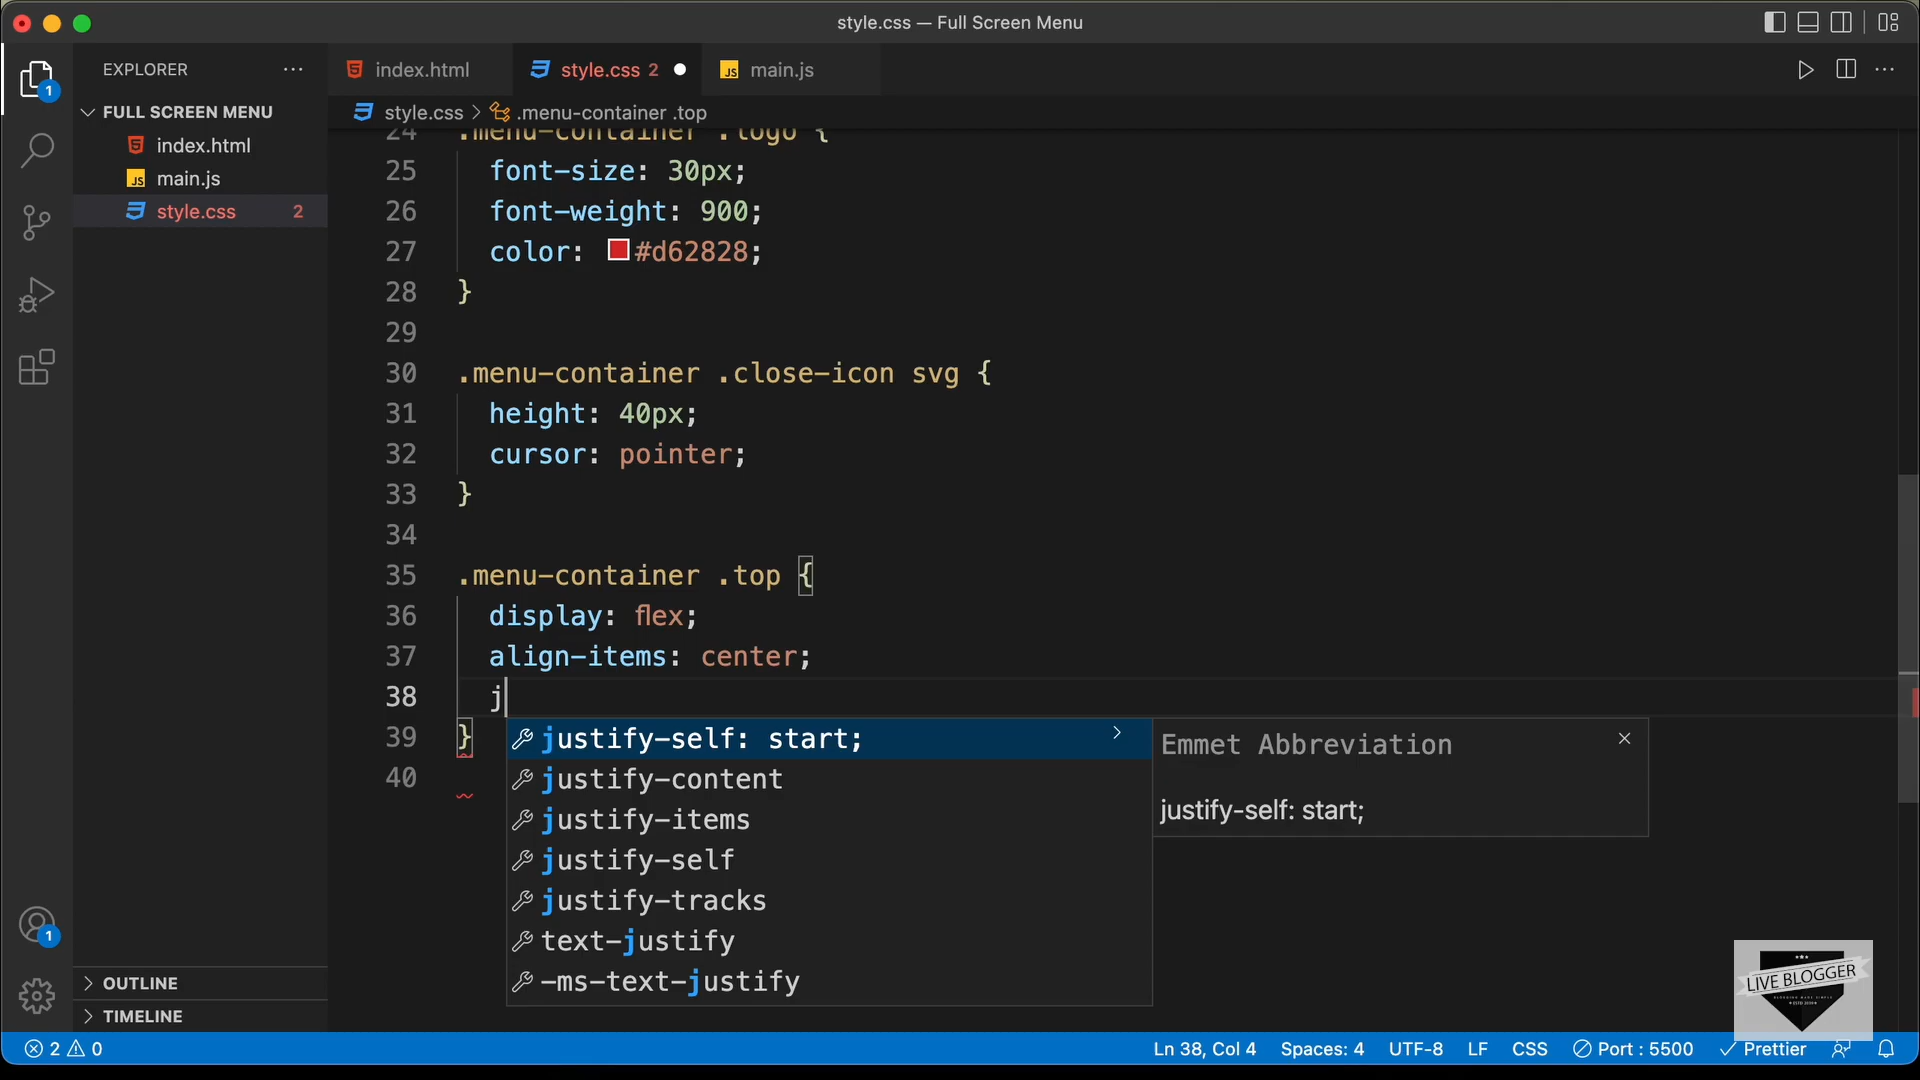 style.css — Full Screen Menu
EXPLORER
index.html
style.css 2
main.js
1
FULL SCREEN MENU
style.css > .menu-container .top
index.html
main.js
style.css 2
24 .menu-container .logo {
25 font-size: 30px;
26 font-weight: 900;
27 color: #d62828;
28 }
29
30 .menu-container .close-icon svg {
31 height: 40px;
32 cursor: pointer;
33 }
34
35 .menu-container .top {
36 display: flex;
37 align-items: center;
38 j
39 }
40
justify-self: start;
justify-content
justify-items
justify-self
justify-tracks
text-justify
-ms-text-justify
Emmet Abbreviation
justify-self: start;
1
OUTLINE
TIMELINE
LIVE BLOGGER
2 0
Ln 38, Col 4 Spaces: 4 UTF-8 LF CSS Port : 5500 Prettier